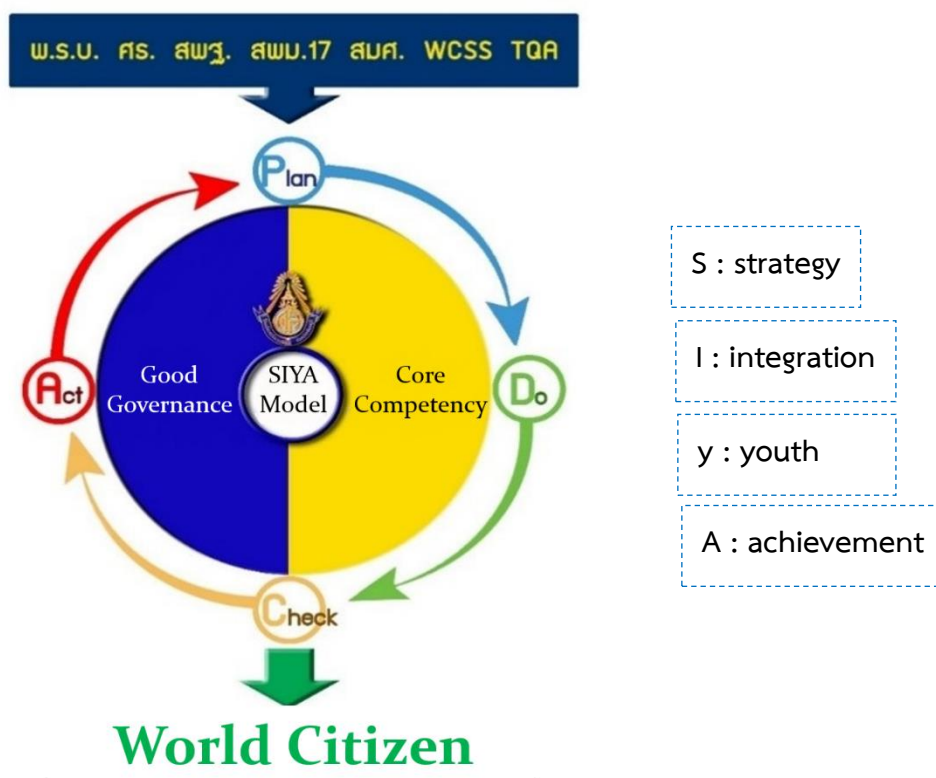 พ.ร.บ. ศธ. สพฐ. สพม.17 สมศ. WCSS TQA
Plan
S : strategy
I : integration
Act
Good
Governance
SIYA
Model
Core
Competency
Do
y : youth
A : achievement
Check
World Citizen